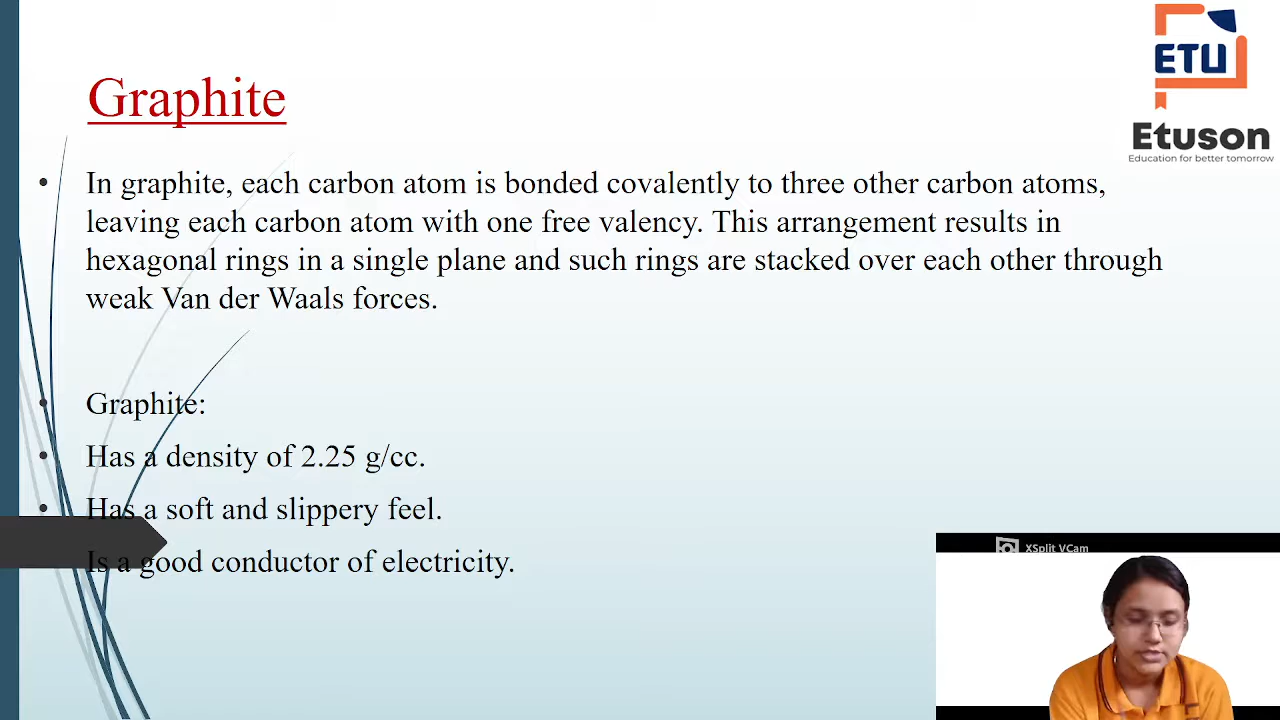 ETU
Etuson
Education for better tomorrow
Graphite
• In graphite, each carbon atom is bonded covalently to three other carbon atoms,
leaving each carbon atom with one free valency. This arrangement results in
hexagonal rings in a single plane and such rings are stacked over each other through
weak Van der Waals forces.
• Graphite:
• Has a density of 2.25 g/cc.
• Has a soft and slippery feel.
Is a good conductor of electricity.
XSplit VCam